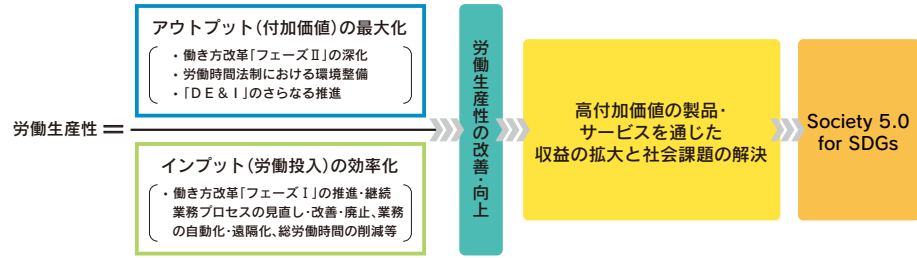 アウトプット(付加価値)の最大化
・働き方改革「フェーズⅡ」の深化
・労働時間法制における環境整備
・「DE&I」のさらなる推進
労働生産性=
インプット(労働投入)の効率化
・働き方改革「フェーズⅠ」の推進・継続
業務プロセスの見直し・改善・廃止、業務
の自動化・遠隔化、総労働時間の削減等
労働生産性の改善・向上
高付加価値の製品・
サービスを通じた
収益の拡大と社会課題の解決
Society 5.0
for SDGs